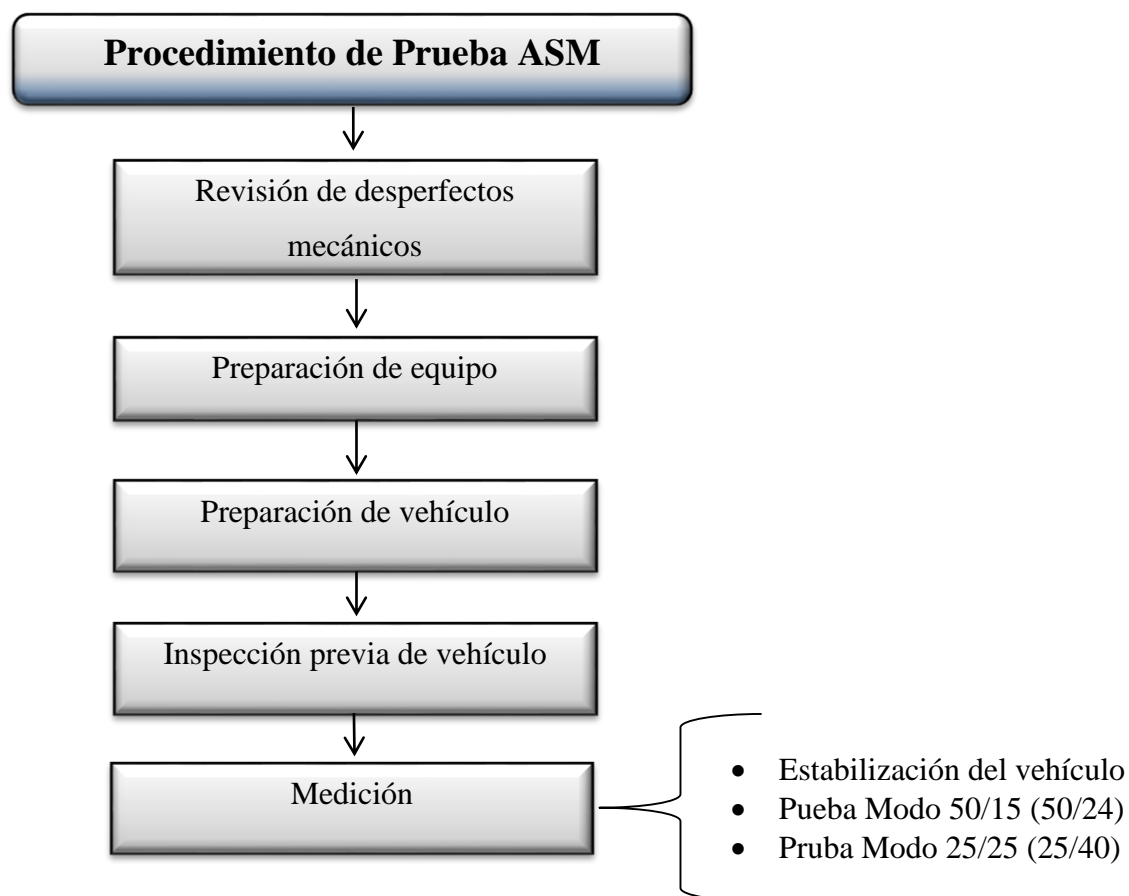 Procedimiento de Prueba ASM
Revisión de desperfectos
mecánicos
Preparación de equipo
Preparación de vehículo
Inspección previa de vehículo
Medición
• Estabilización del vehículo
• Pueba Modo 50/15 (50/24)
• Pruba Modo 25/25 (25/40)